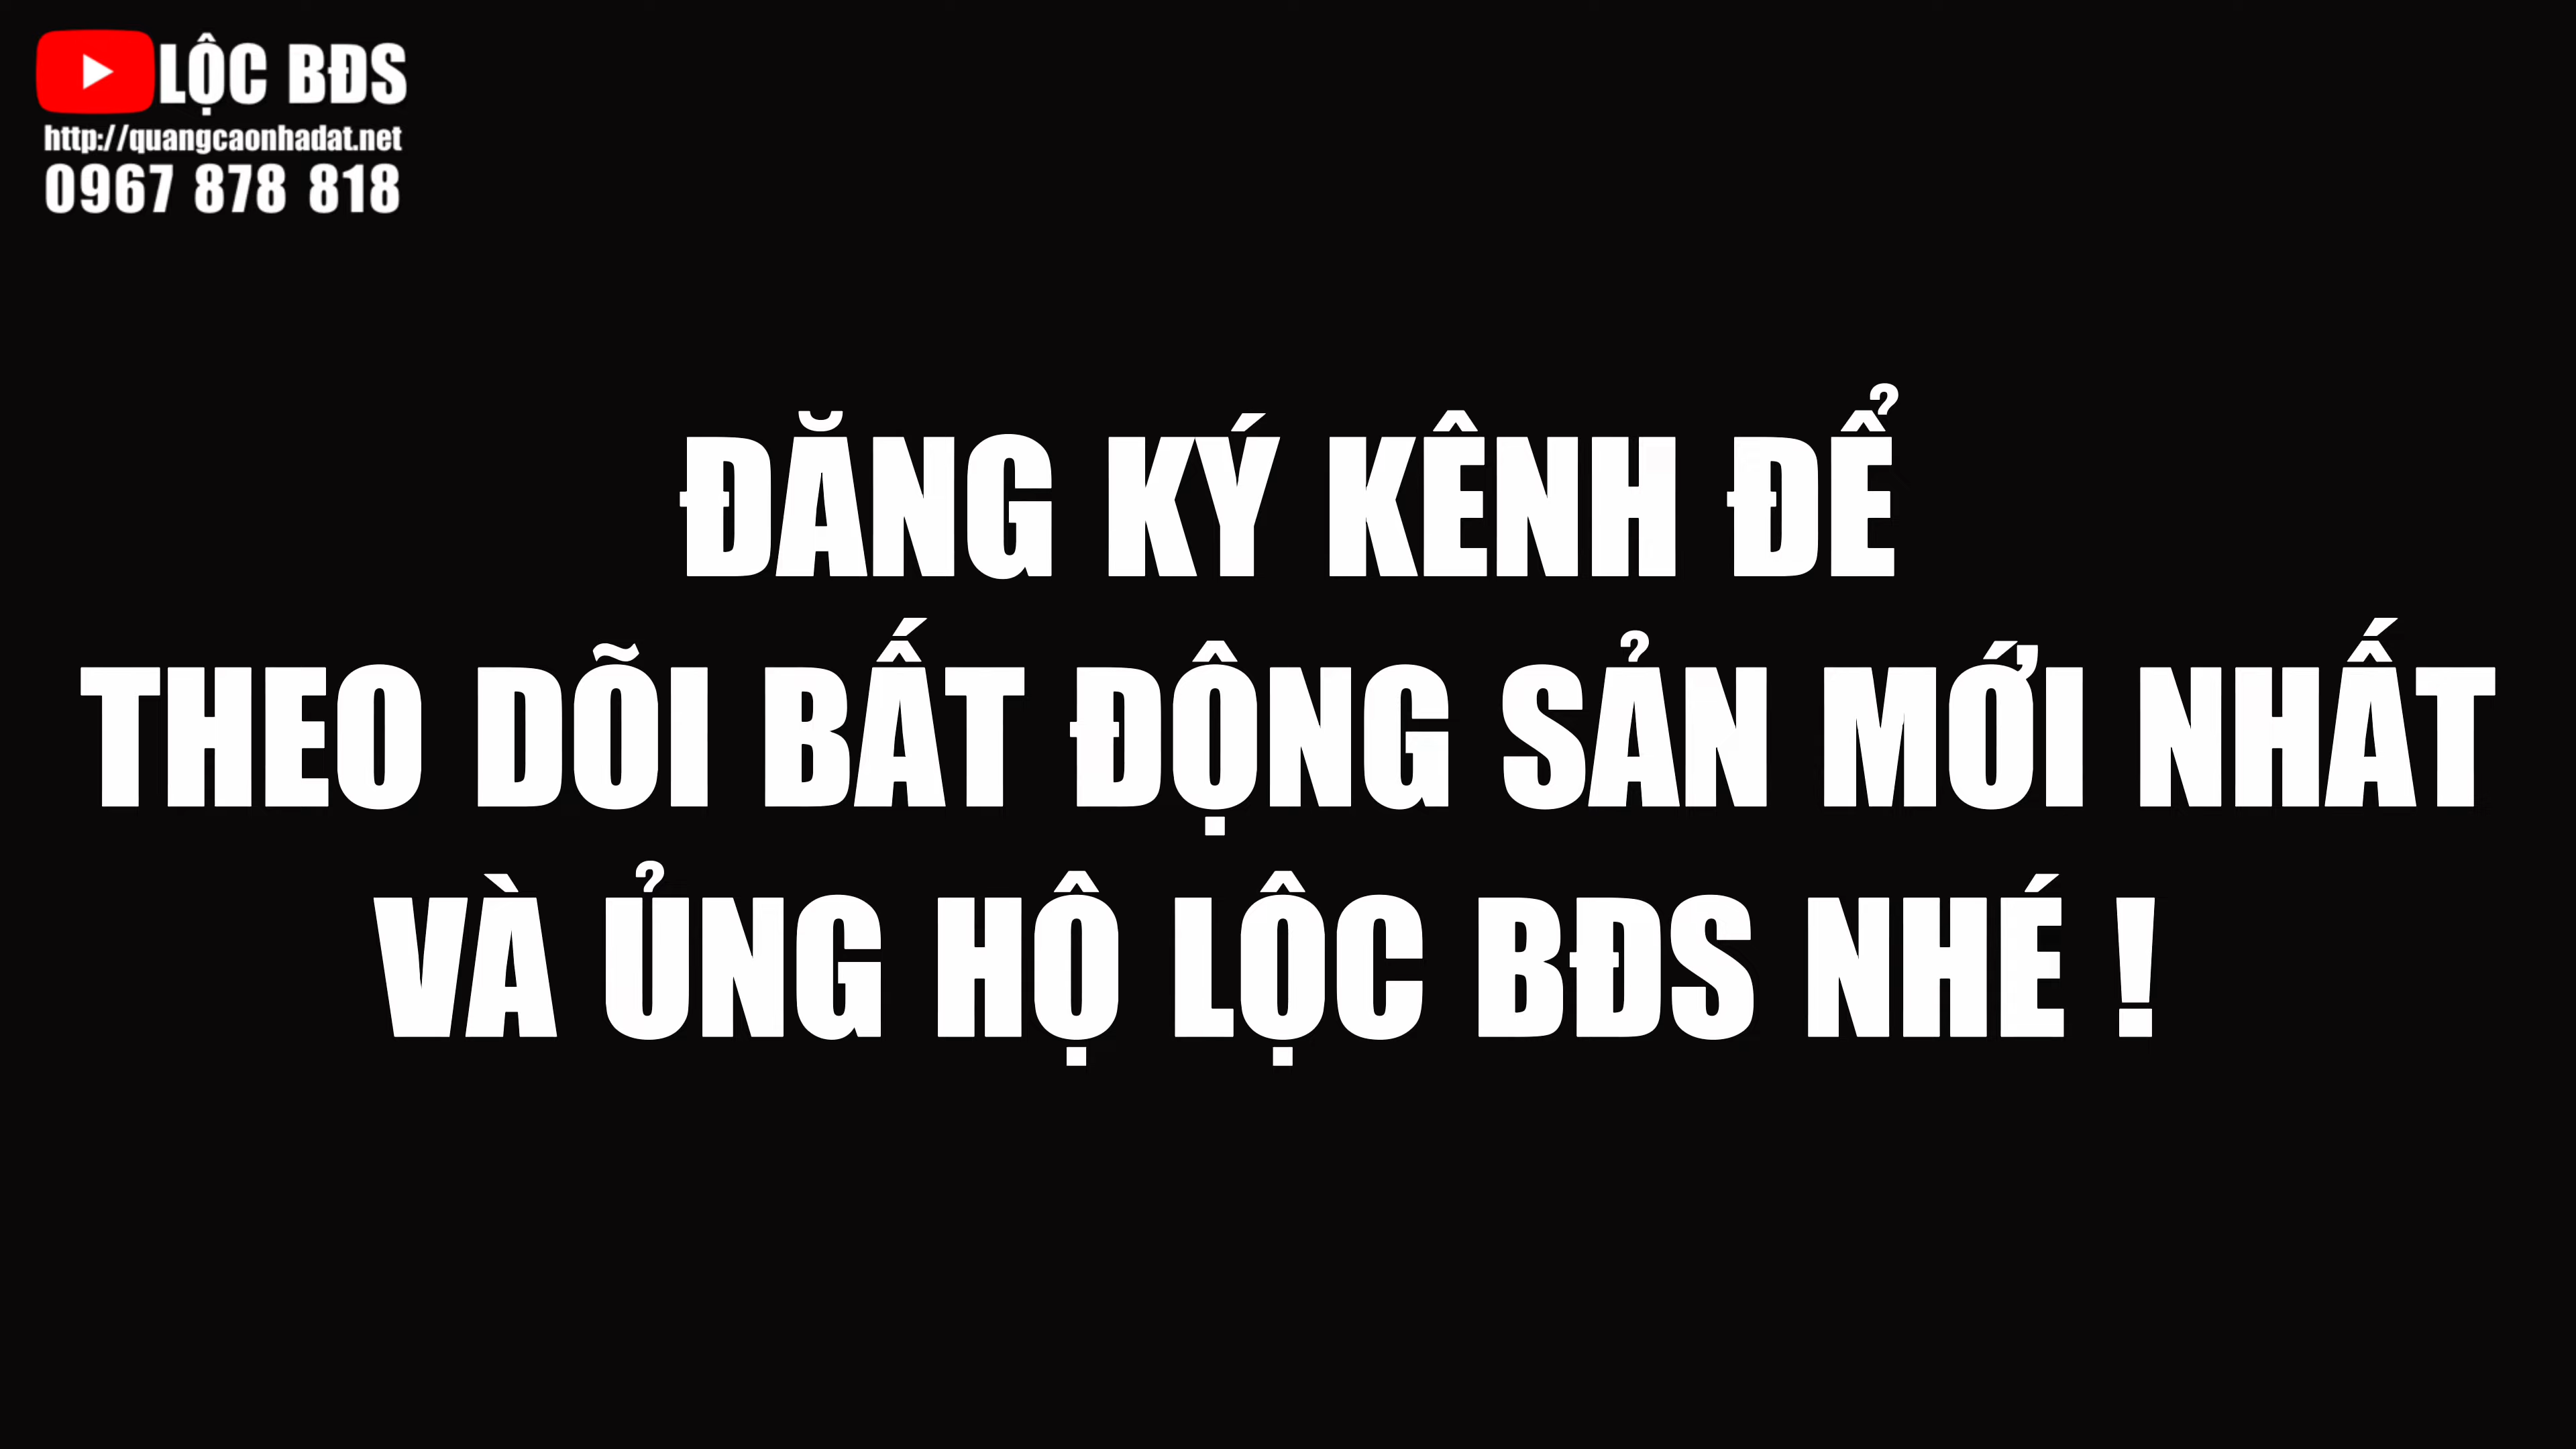 LỘC BĐS
http://quangcaonhadat.net
0967 878 818
ĐĂNG KÝ KÊNH ĐỂ
THEO DÕI BẤT ĐỘNG SẢN MỚI NHẤT
VÀ ỦNG HỘ LỘC BĐS NHÉ !